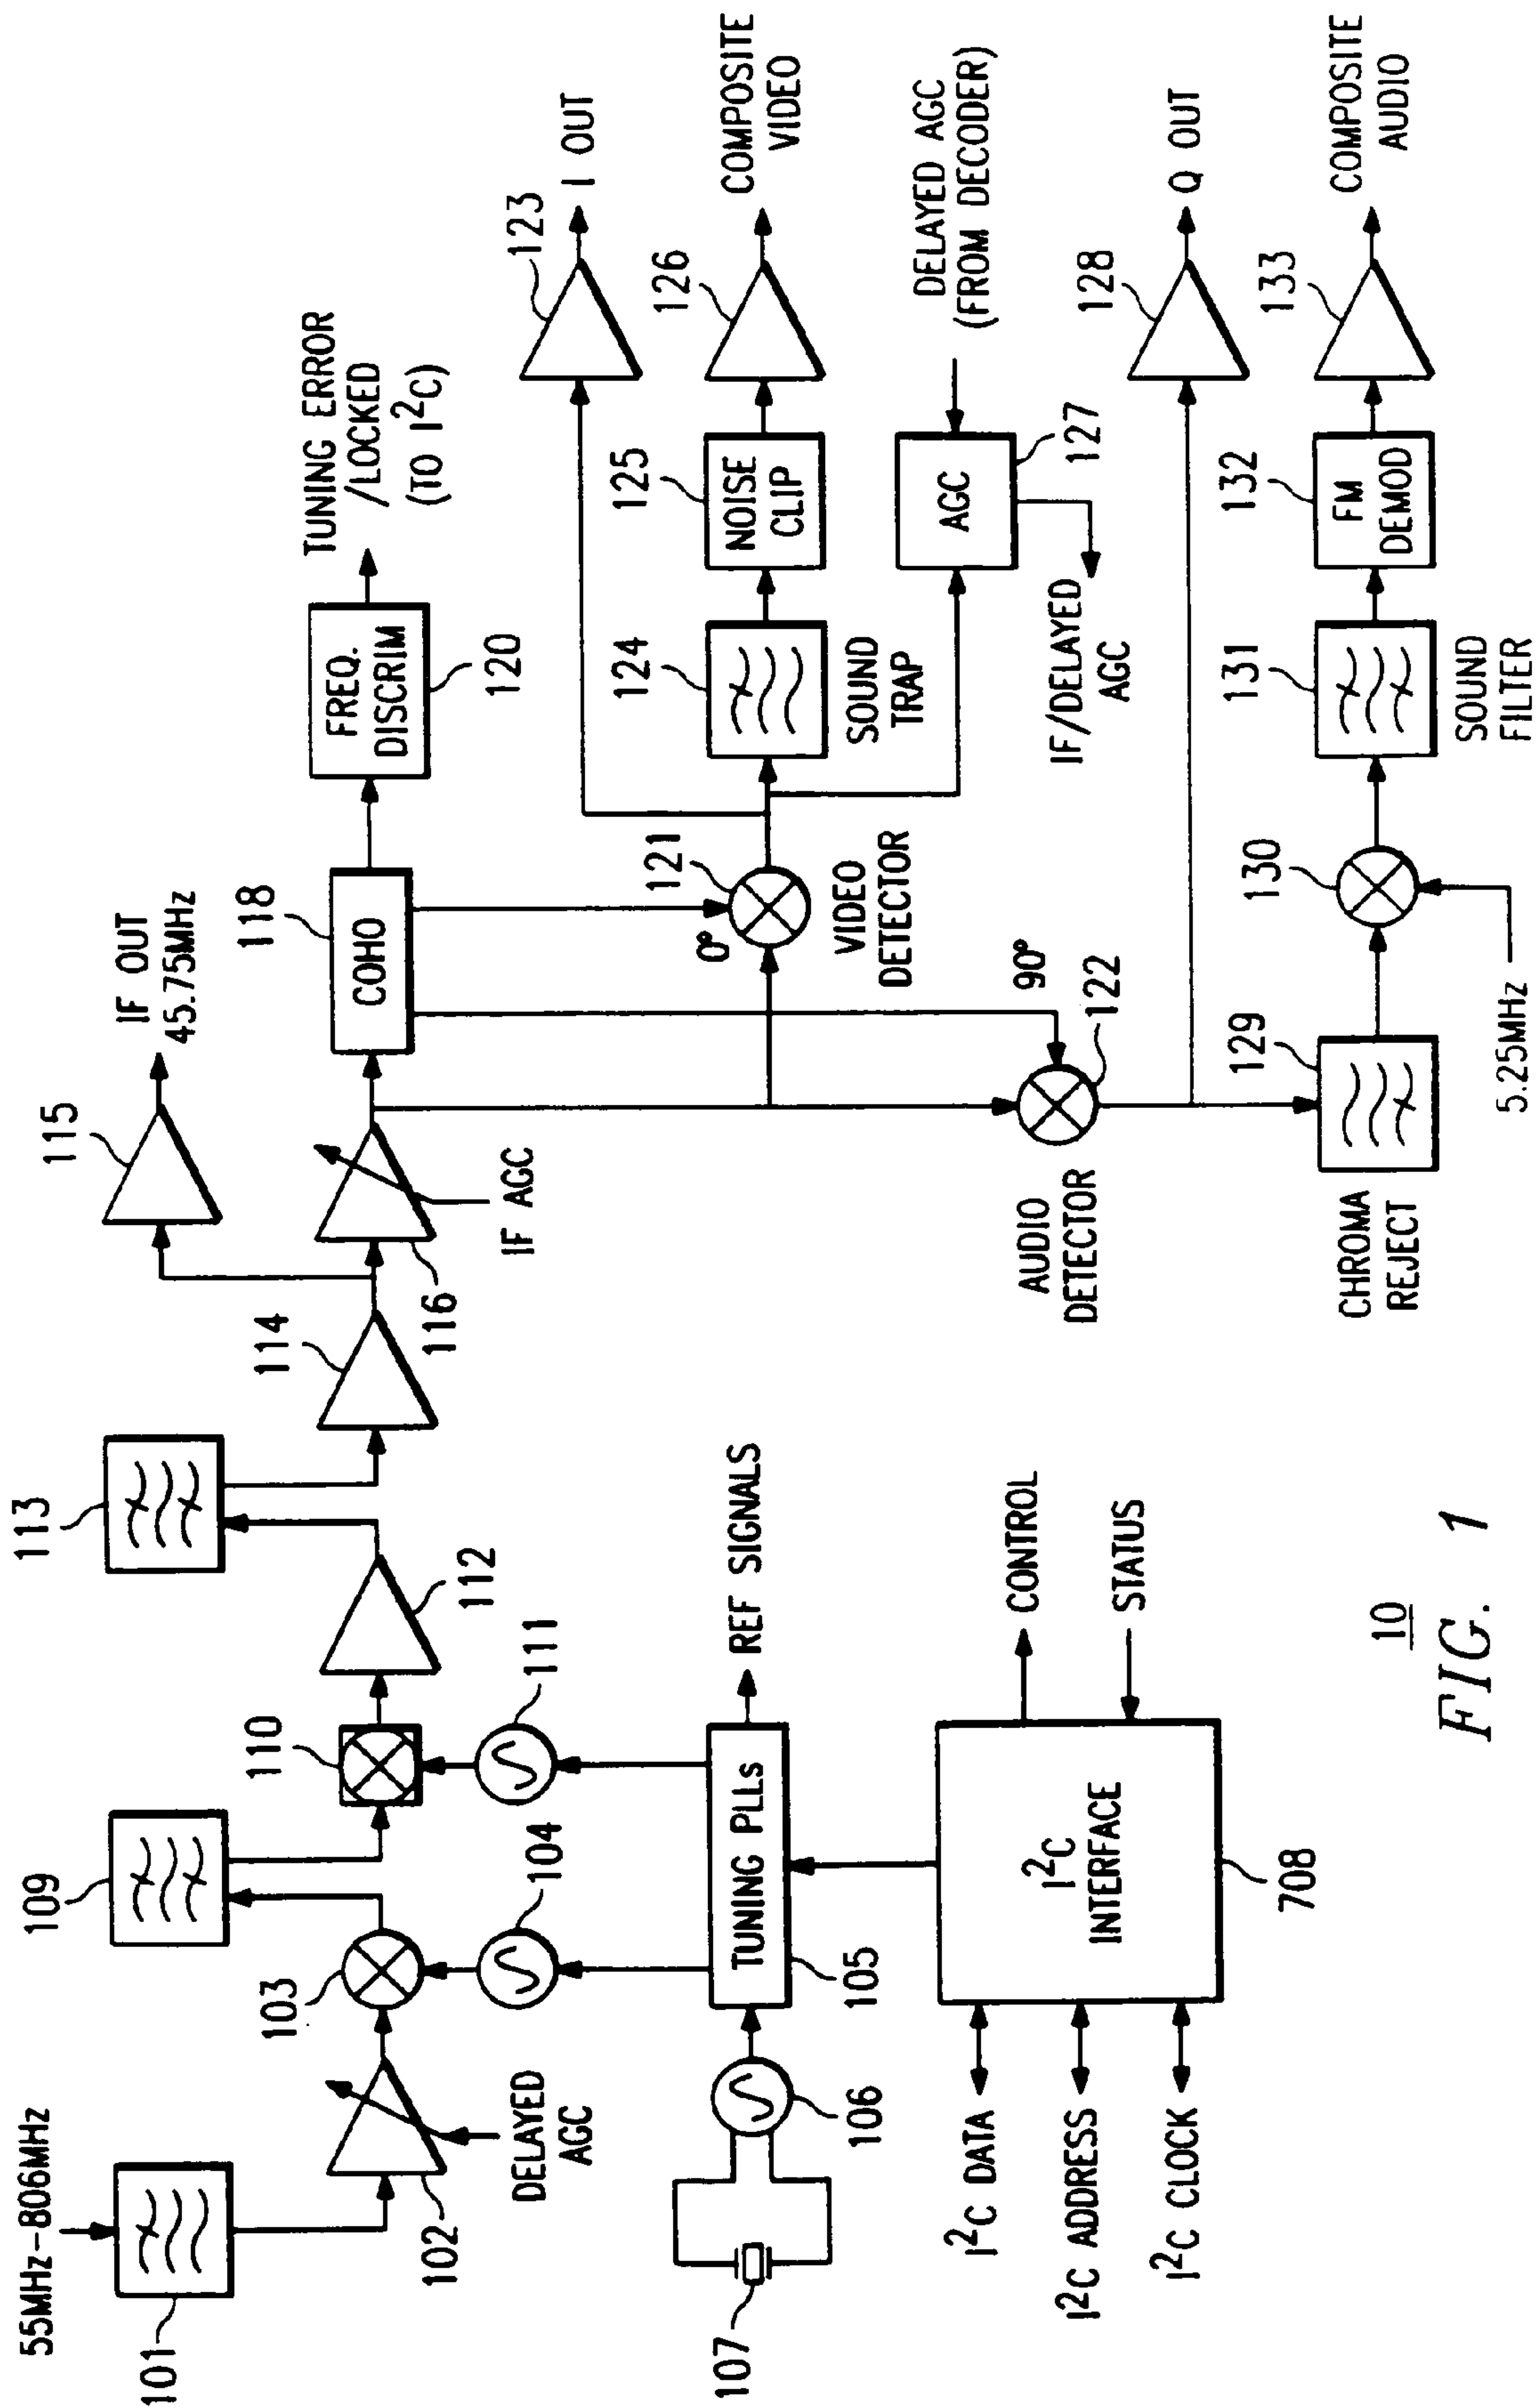 55MHz-806MHz
101
102
DELAYED
AGC
103
104
109
110
111
112
113
114
115
IF OUT
45.75MHz
116
IF AGC
118
COHO
FREQ.
DISCRIM
120
TUNING ERROR
/LOCKED
(TO I²C)
107
106
105
TUNING PLLs
REF SIGNALS
I²C DATA
I²C ADDRESS
I²C CLOCK
I²C
INTERFACE
708
CONTROL
STATUS
0°
121
VIDEO
DETECTOR
90°
122
AUDIO
DETECTOR
123
I OUT
124
SOUND
TRAP
125
NOISE
CLIP
126
COMPOSITE
VIDEO
AGC
127
DELAYED AGC
(FROM DECODER)
IF/DELAYED
AGC
128
Q OUT
129
CHROMA
REJECT
130
5.25MHz
131
SOUND
FILTER
132
FM
DEMOD
133
COMPOSITE
AUDIO
10
FIG. 1